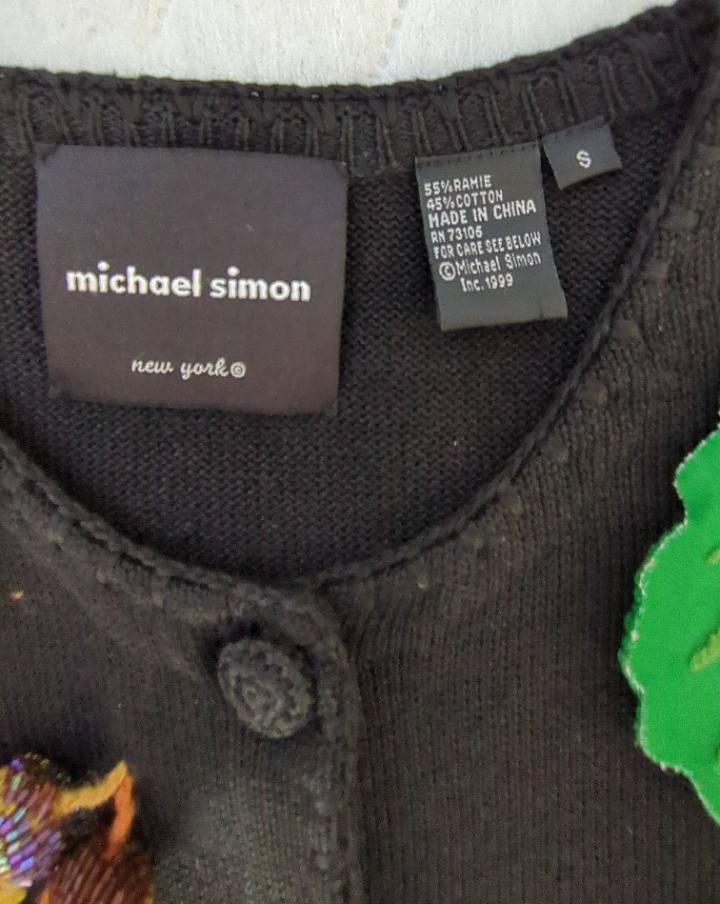 michael simon
new york©
55%RAMIE
45%COTTON
MADE IN CHINA
RN 73106
FOR CARE SEE BELOW
©Michael Simon
Inc. 1999
S